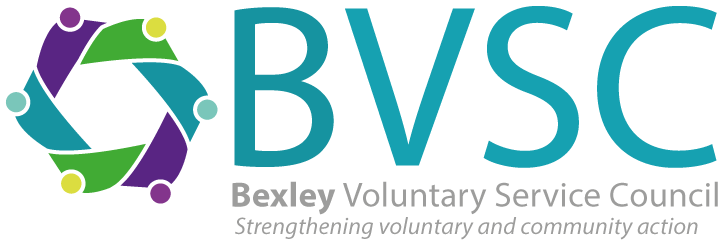 BVSC
Bexley Voluntary Service Council
Strengthening voluntary and community action